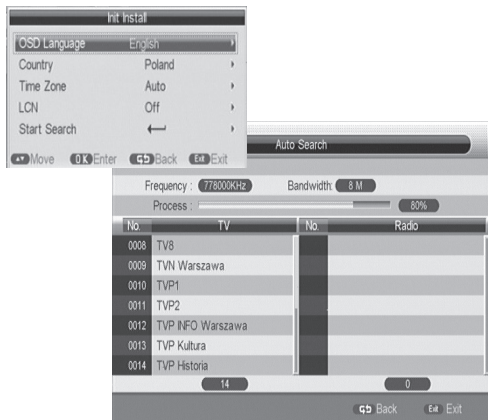 Init Install
OSD Language English
Country Poland
Time Zone Auto
LCN Off
Start Search
Move OK Enter Back Exit Exit
Auto Search
Frequency : 778000KHz Bandwidth: 8 M
Process : 80%
No. TV No. Radio
0008 TV8
0009 TVN Warszawa
0010 TVP1
0011 TVP2
0012 TVP INFO Warszawa
0013 TVP Kultura
0014 TVP Historia
14 0
Back Exit Exit